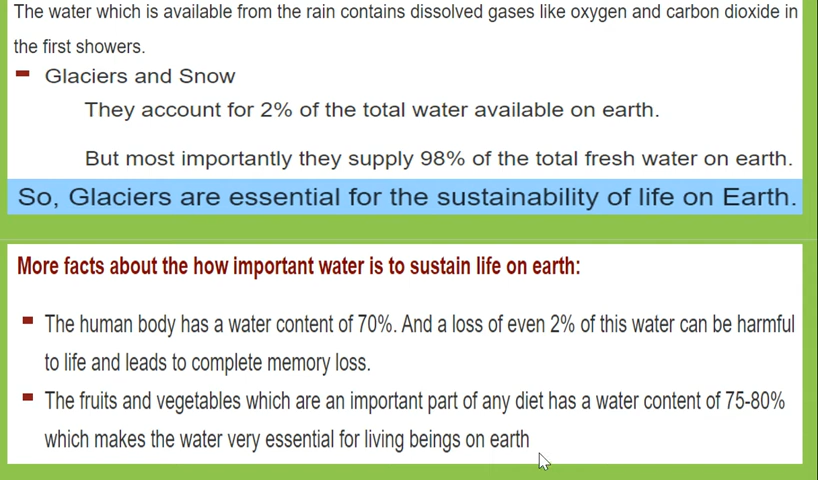 The water which is available from the rain contains dissolved gases like oxygen and carbon dioxide in
the first showers.
Glaciers and Snow
They account for 2% of the total water available on earth.
But most importantly they supply 98% of the total fresh water on earth.
So, Glaciers are essential for the sustainability of life on Earth.
More facts about the how important water is to sustain life on earth:
The human body has a water content of 70%. And a loss of even 2% of this water can be harmful
to life and leads to complete memory loss.
The fruits and vegetables which are an important part of any diet has a water content of 75-80%
which makes the water very essential for living beings on earth